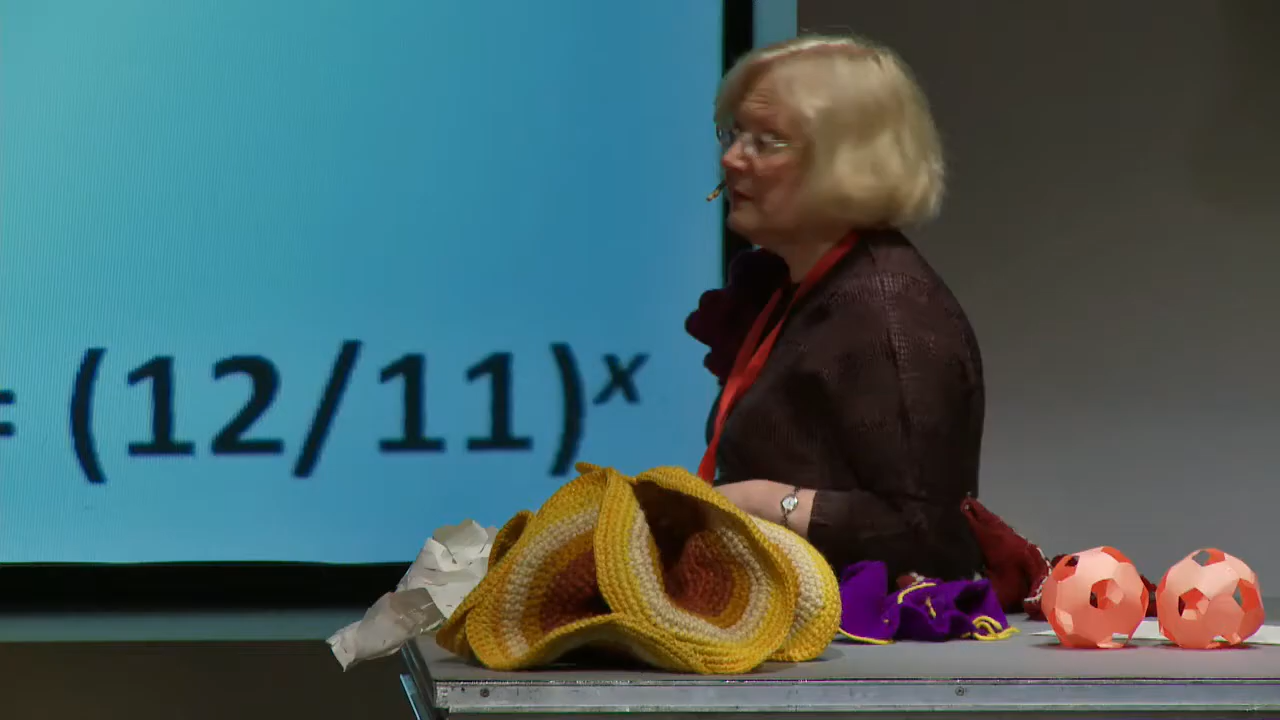 = (12/11)ˣ